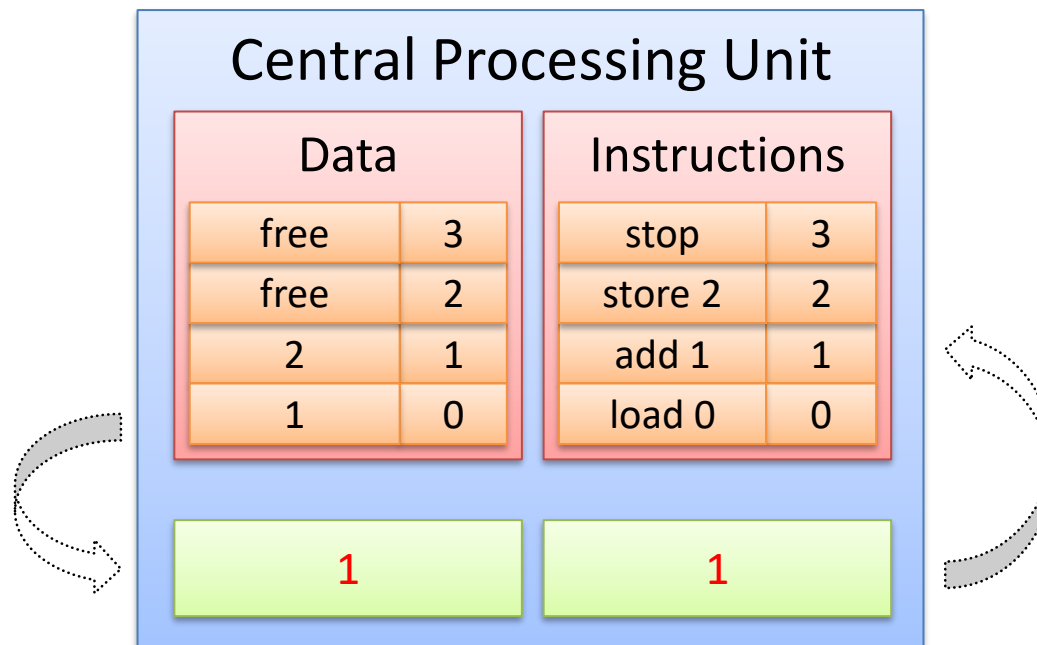 Central Processing Unit
Data
Instructions
free 3
stop 3
free 2
store 2 2
2 1
add 1 1
1 0
load 0 0
1
1